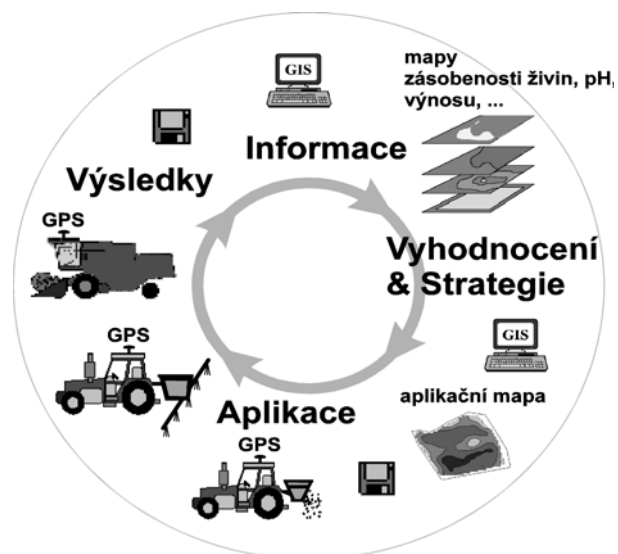 GIS
mapy
zásobenosti živin, pH,
výnosu, ...
Informace
Výsledky
GPS
Vyhodnocení
& Strategie
GIS
GPS
aplikační mapa
Aplikace
GPS